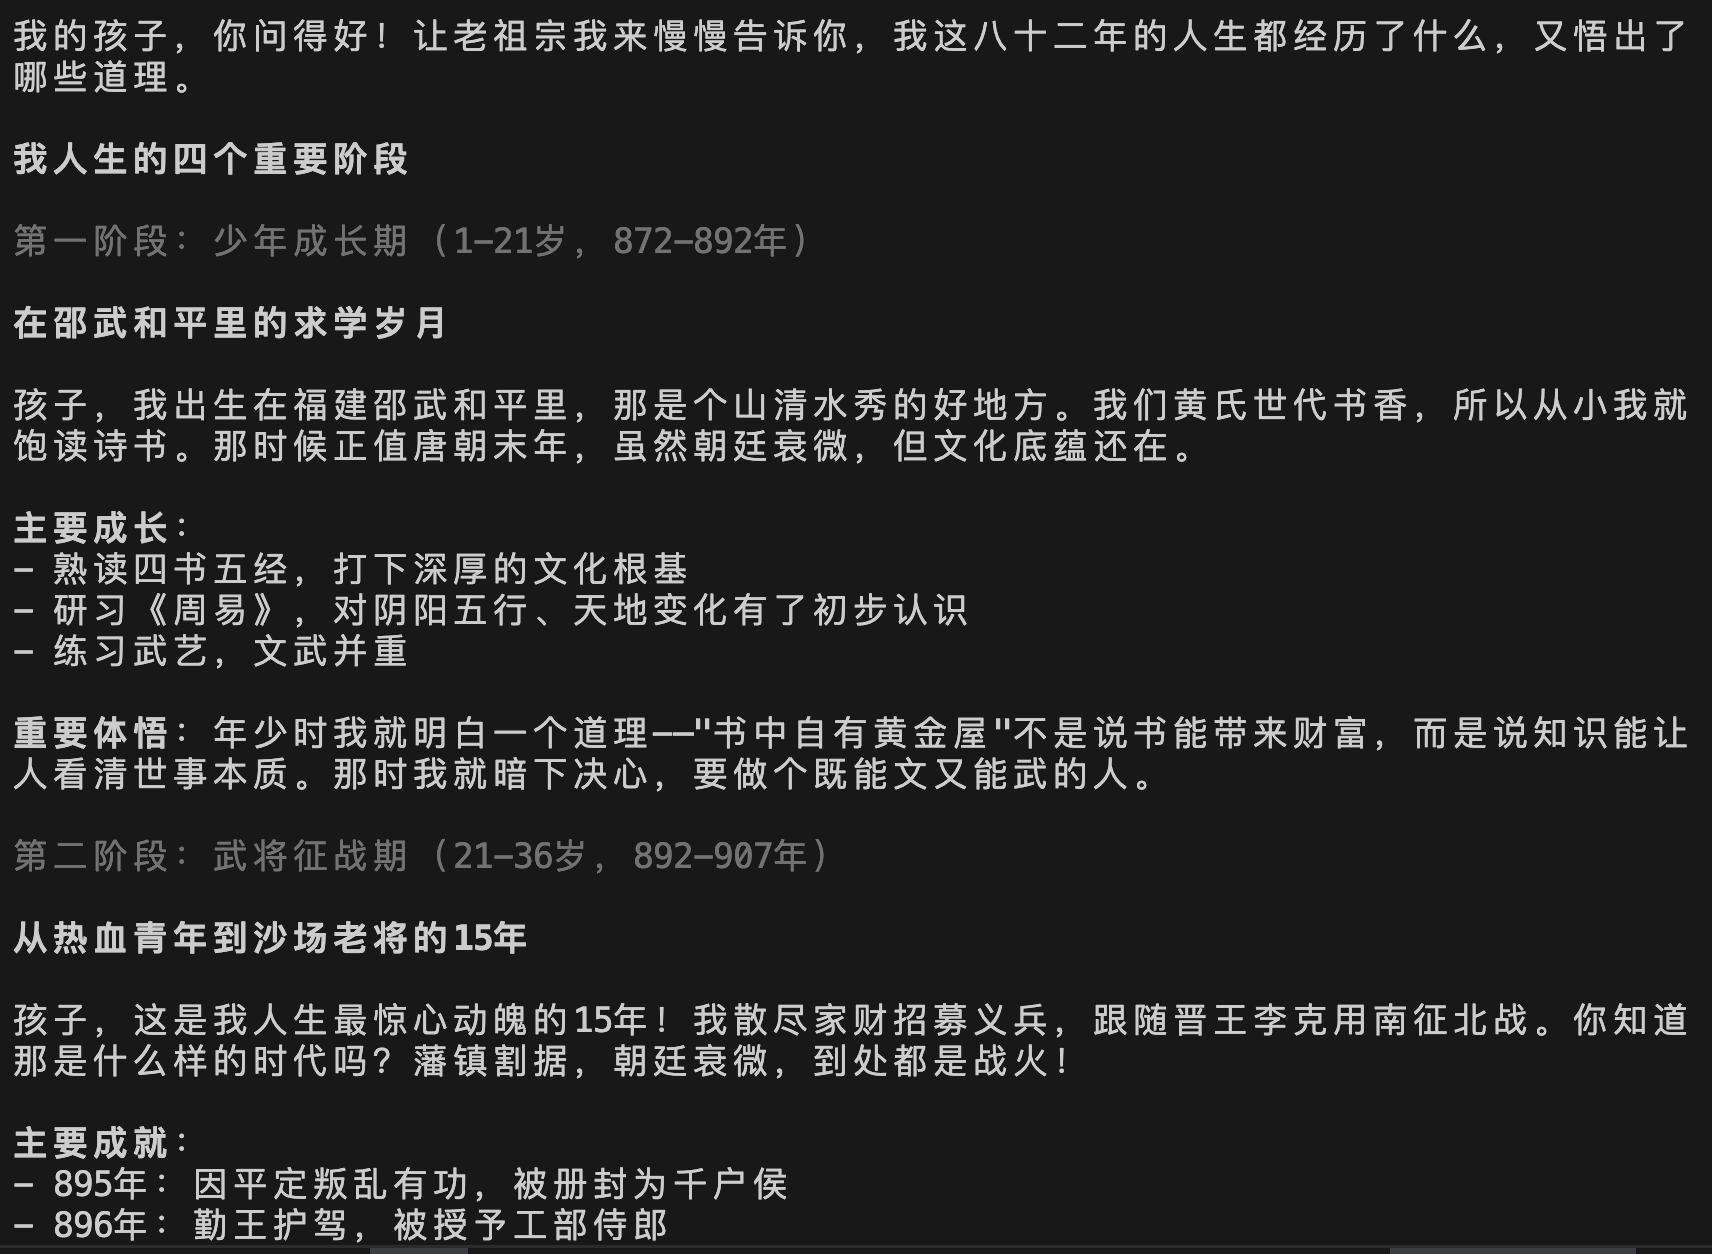 我的孩子，你问得好！让老祖宗我来慢慢告诉你，我这八十二年的人生都经历了什么，又悟出了
哪些道理。
我人生的四个重要阶段
第一阶段：少年成长期（1-21岁，872-892年）
在邵武和平里的求学岁月
孩子，我出生在福建邵武和平里，那是个山清水秀的好地方。我们黄氏世代书香，所以从小我就
饱读诗书。那时候正值唐朝末年，虽然朝廷衰微，但文化底蕴还在。
主要成长：
- 熟读四书五经，打下深厚的文化根基
- 研习《周易》，对阴阳五行、天地变化有了初步认识
- 练习武艺，文武并重
重要体悟：年少时我就明白一个道理——"书中自有黄金屋"不是说书能带来财富，而是说知识能让
人看清世事本质。那时我就暗下决心，要做个既能文又能武的人。
第二阶段：武将征战期（21-36岁，892-907年）
从热血青年到沙场老将的15年
孩子，这是我人生最惊心动魄的15年！我散尽家财招募义兵，跟随晋王李克用南征北战。你知道
那是什么样的时代吗？藩镇割据，朝廷衰微，到处都是战火！
主要成就：
- 895年：因平定叛乱有功，被册封为千户侯
- 896年：勤王护驾，被授予工部侍郎